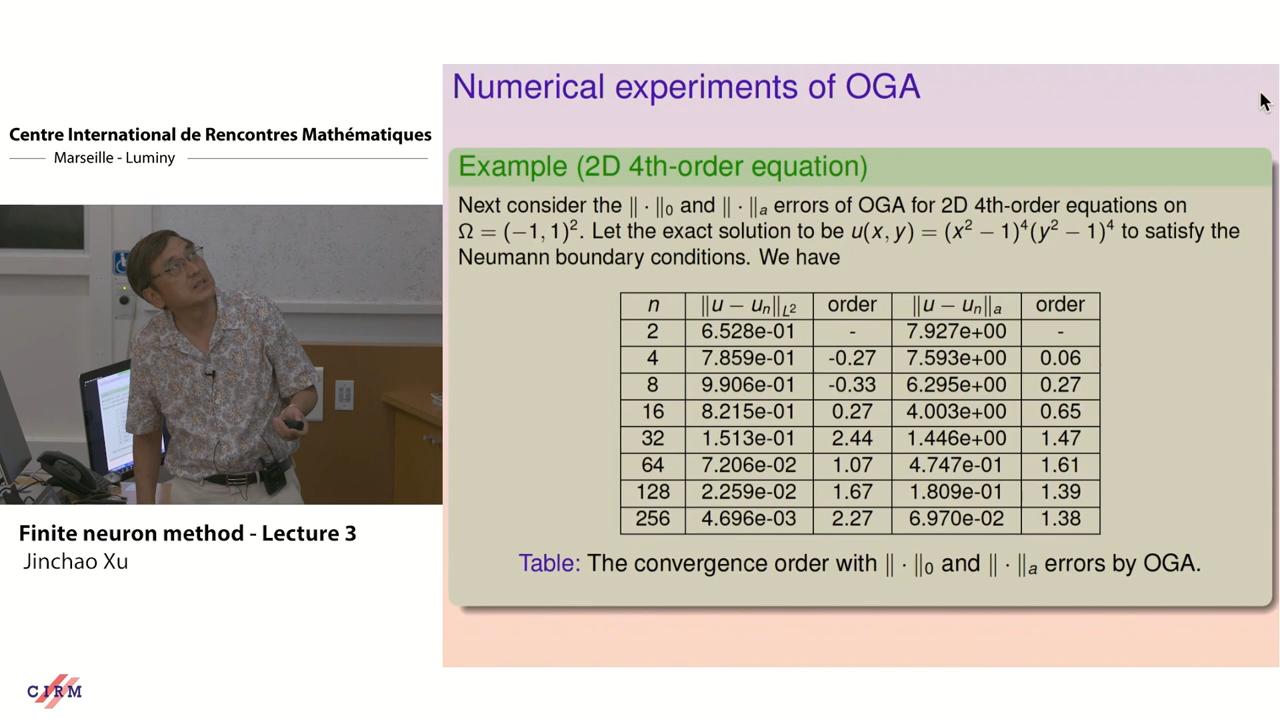 Centre International de Rencontres Mathématiques
Marseille - Luminy
Finite neuron method - Lecture 3
Jinchao Xu
CIRM
Numerical experiments of OGA
Example (2D 4th-order equation)
Next consider the ‖ · ‖₀ and ‖ · ‖ₐ errors of OGA for 2D 4th-order equations on
Ω = (−1, 1)². Let the exact solution to be u(x, y) = (x² − 1)⁴(y² − 1)⁴ to satisfy the
Neumann boundary conditions. We have
n ‖u − uₙ‖_L² order ‖u − uₙ‖ₐ order
2 6.528e-01 - 7.927e+00 -
4 7.859e-01 -0.27 7.593e+00 0.06
8 9.906e-01 -0.33 6.295e+00 0.27
16 8.215e-01 0.27 4.003e+00 0.65
32 1.513e-01 2.44 1.446e+00 1.47
64 7.206e-02 1.07 4.747e-01 1.61
128 2.259e-02 1.67 1.809e-01 1.39
256 4.696e-03 2.27 6.970e-02 1.38
Table: The convergence order with ‖ · ‖₀ and ‖ · ‖ₐ errors by OGA.